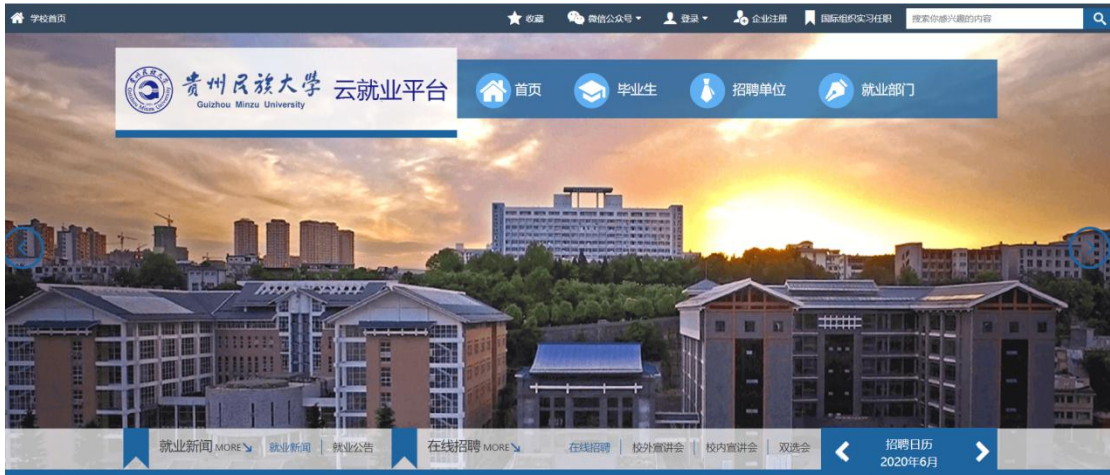 学校首页 收藏 微信公众号 登录 企业注册 国际组织实习任职 搜索你感兴趣的内容
贵州民族大学 云就业平台 首页 毕业生 招聘单位 就业部门
Guizhou Minzu University
就业新闻 MORE 就业新闻 就业公告 在线招聘 MORE 在线招聘 校外宣讲会 校内宣讲会 双选会 招聘日历
2020年6月